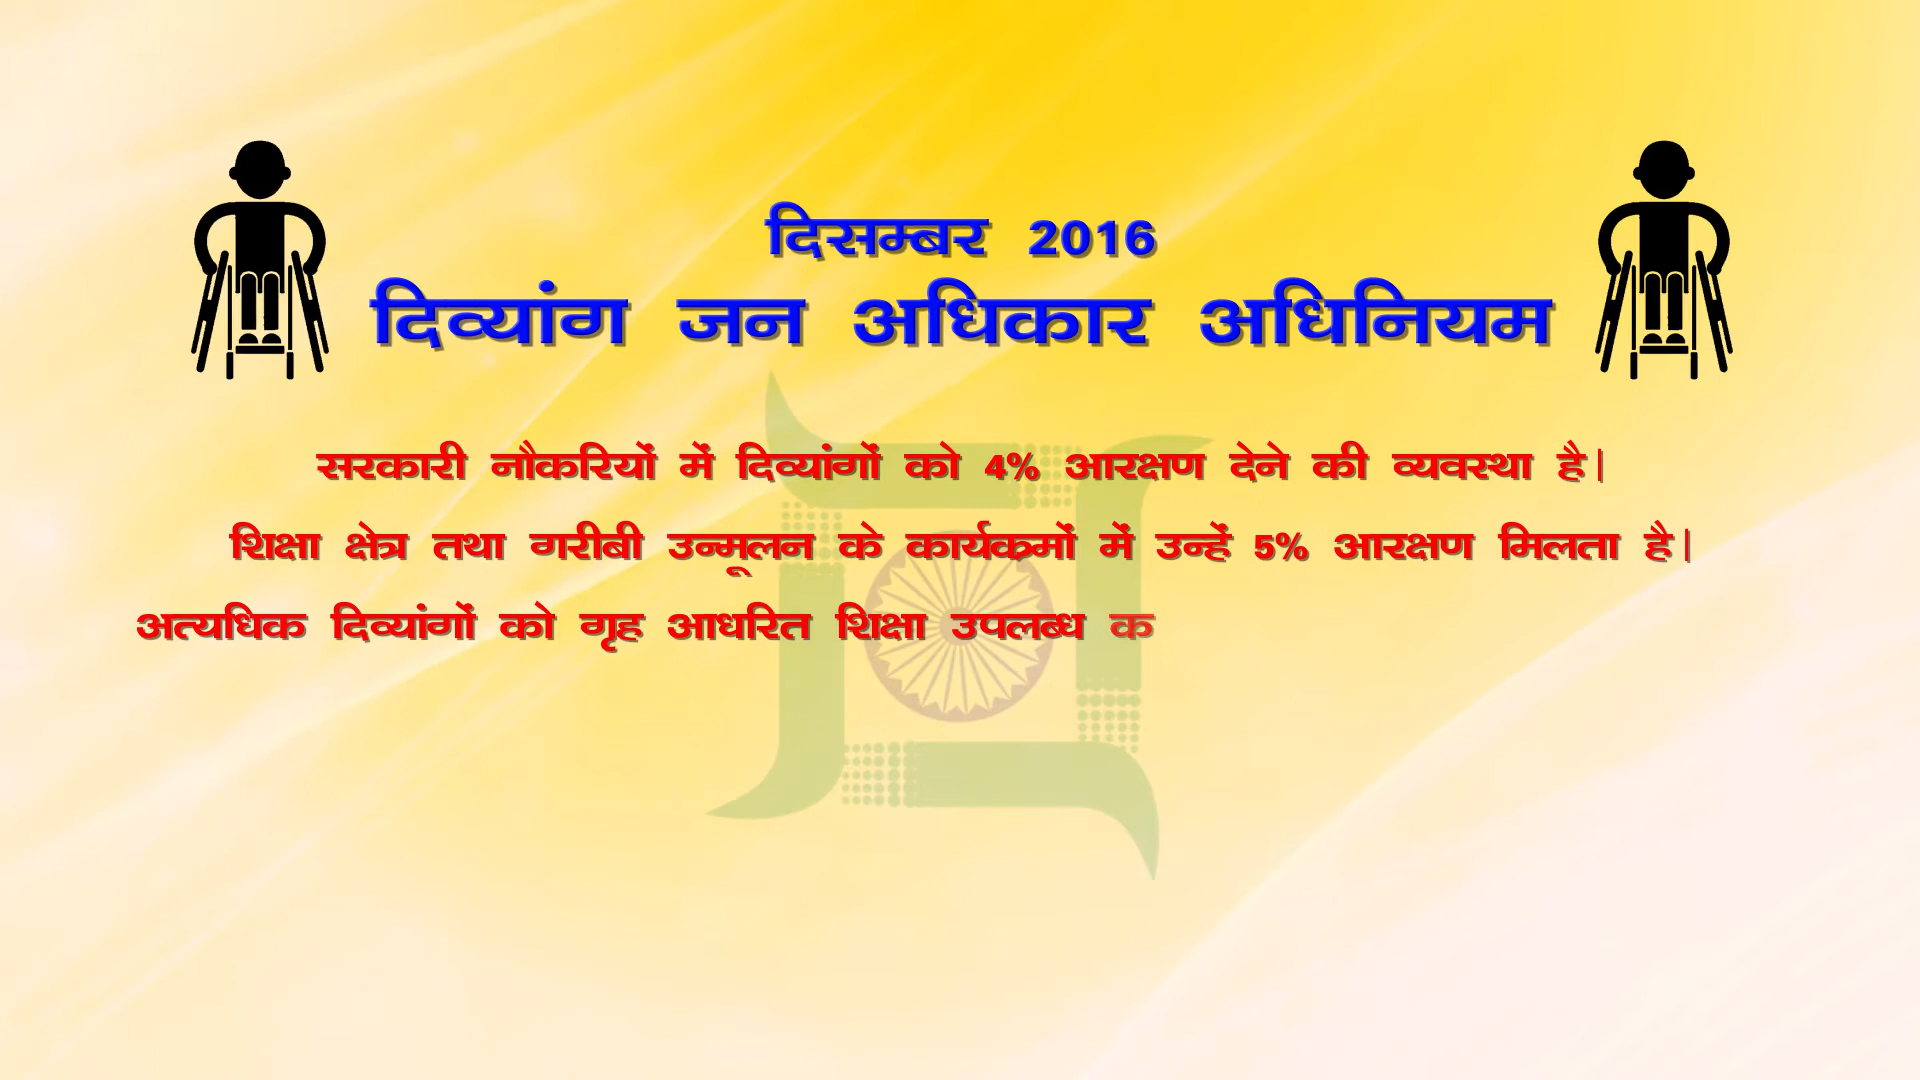 दिसम्बर 2016
दिव्यांग जन अधिकार अधिनियम
सरकारी नौकरियों में दिव्यांगों को 4% आरक्षण देने की व्यवस्था है|
शिक्षा क्षेत्र तथा गरीबी उन्मूलन के कार्यक्रमों में उन्हें 5% आरक्षण मिलता है|
अत्यधिक दिव्यांगों को गृह आधरित शिक्षा उपलब्ध क